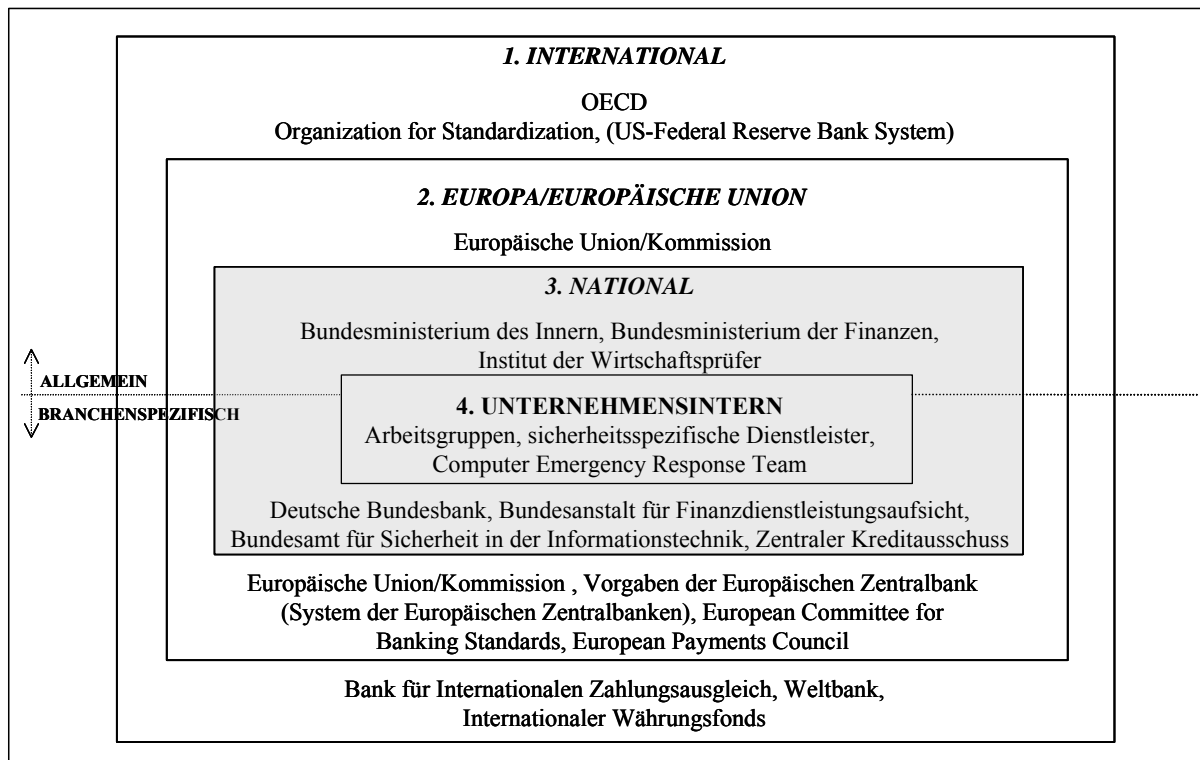 1. INTERNATIONAL
OECD
Organization for Standardization, (US-Federal Reserve Bank System)
2. EUROPA/EUROPÄISCHE UNION
Europäische Union/Kommission
3. NATIONAL
Bundesministerium des Innern, Bundesministerium der Finanzen,
Institut der Wirtschaftsprüfer
ALLGEMEIN
BRANCHENSPEZIFISCH
4. UNTERNEHMENSINTERN
Arbeitsgruppen, sicherheitsspezifische Dienstleister,
Computer Emergency Response Team
Deutsche Bundesbank, Bundesanstalt für Finanzdienstleistungsaufsicht,
Bundesamt für Sicherheit in der Informationstechnik, Zentraler Kreditausschuss
Europäische Union/Kommission , Vorgaben der Europäischen Zentralbank
(System der Europäischen Zentralbanken), European Committee for
Banking Standards, European Payments Council
Bank für Internationalen Zahlungsausgleich, Weltbank,
Internationaler Währungsfonds